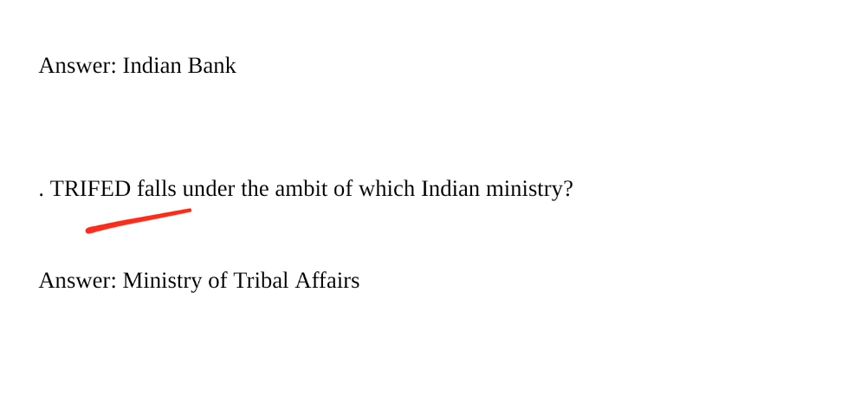 Answer: Indian Bank
. TRIFED falls under the ambit of which Indian ministry?
Answer: Ministry of Tribal Affairs